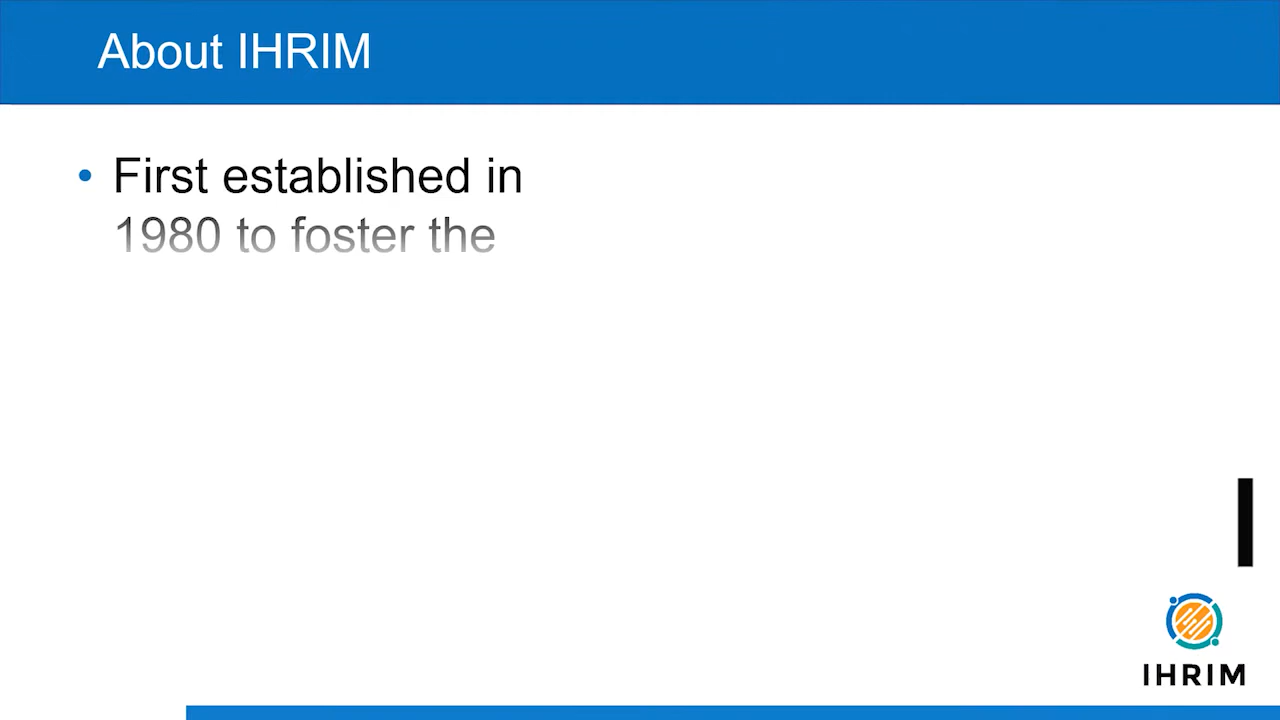 About IHRIM
• First established in
1980 to foster the
IHRIM